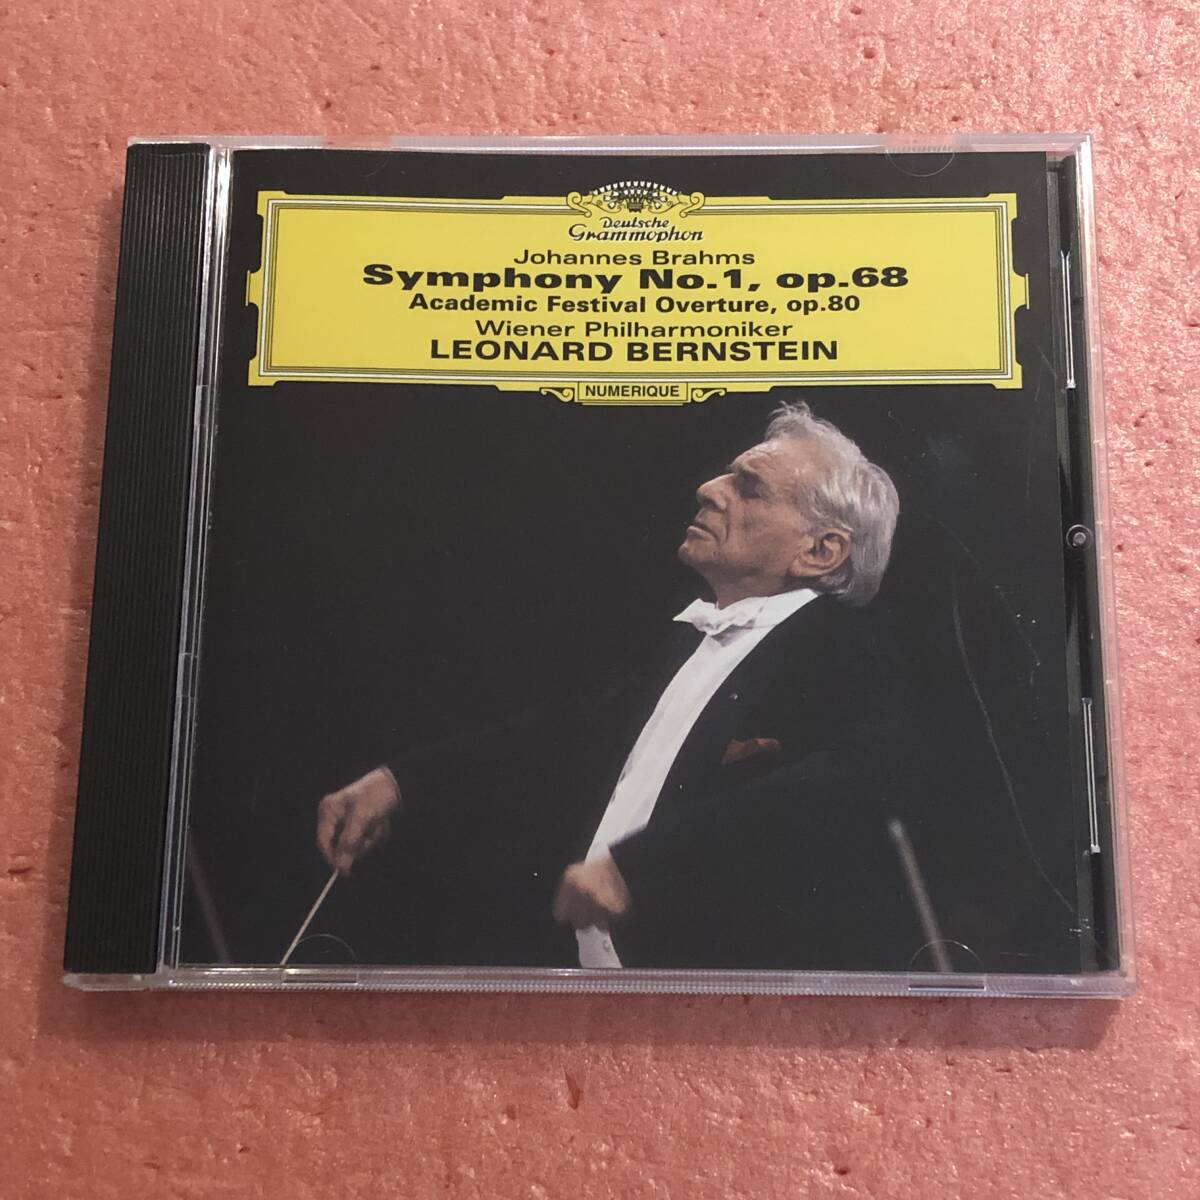 Deutsche
Grammophon
Johannes Brahms
Symphony No.1, op.68
Academic Festival Overture, op.80
Wiener Philharmoniker
LEONARD BERNSTEIN
NUMERIQUE